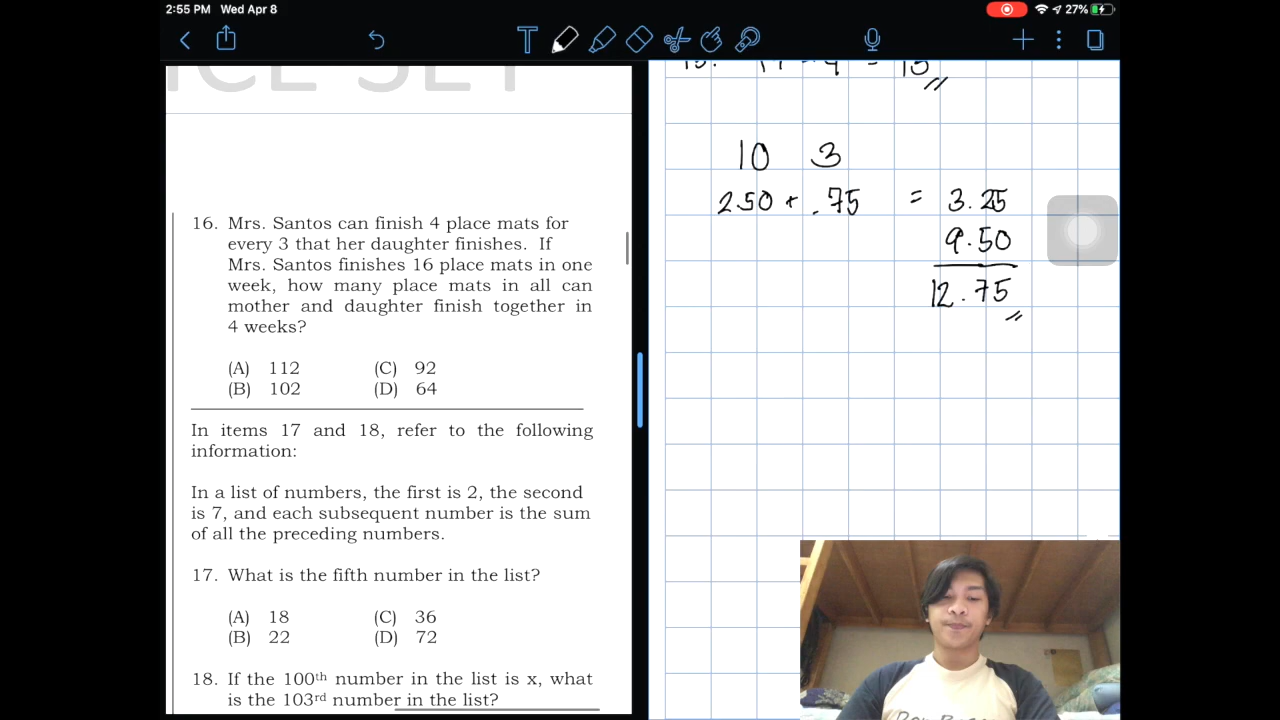 2:55 PM Wed Apr 8
27%
T
ICE SET
16. Mrs. Santos can finish 4 place mats for
every 3 that her daughter finishes. If
Mrs. Santos finishes 16 place mats in one
week, how many place mats in all can
mother and daughter finish together in
4 weeks?
(A) 112 (C) 92
(B) 102 (D) 64
In items 17 and 18, refer to the following
information:
In a list of numbers, the first is 2, the second
is 7, and each subsequent number is the sum
of all the preceding numbers.
17. What is the fifth number in the list?
(A) 18 (C) 36
(B) 22 (D) 72
18. If the 100th number in the list is x, what
is the 103rd number in the list?
10 3
2.50 + .75 = 3.25
9.50
12.75